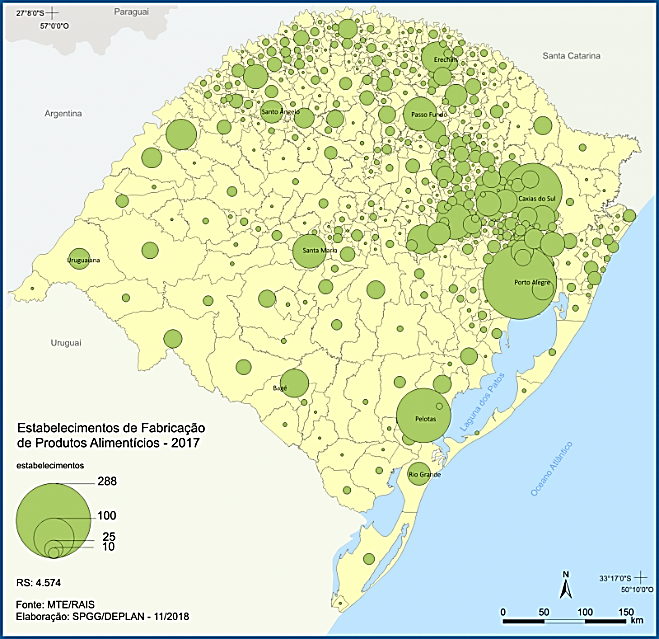 27°8'0"S
57°0'0"O
Paraguai
Santa Catarina
Argentina
Erechim
Santo Ângelo
Passo Fundo
Caxias do Sul
Santa Maria
Uruguaiana
Porto Alegre
Uruguai
Bagé
Pelotas
Laguna dos Patos
Rio Grande
Oceano Atlântico
Estabelecimentos de Fabricação
de Produtos Alimentícios - 2017
estabelecimentos
288
100
25
10
RS: 4.574
Fonte: MTE/RAIS
Elaboração: SPGG/DEPLAN - 11/2018
N
33°17'0"S
50°10'0"O
0 50 100 150
km